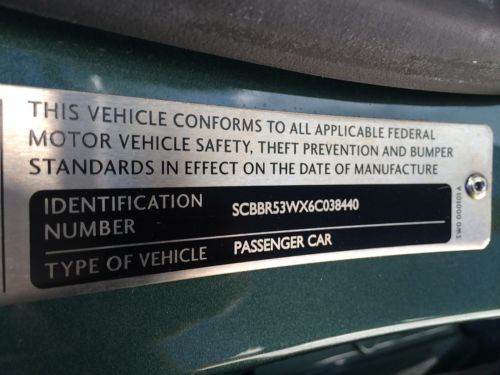 THIS VEHICLE CONFORMS TO ALL APPLICABLE FEDERAL
MOTOR VEHICLE SAFETY, THEFT PREVENTION AND BUMPER
STANDARDS IN EFFECT ON THE DATE OF MANUFACTURE
IDENTIFICATION NUMBER SCBBR53WX6C038440
TYPE OF VEHICLE PASSENGER CAR